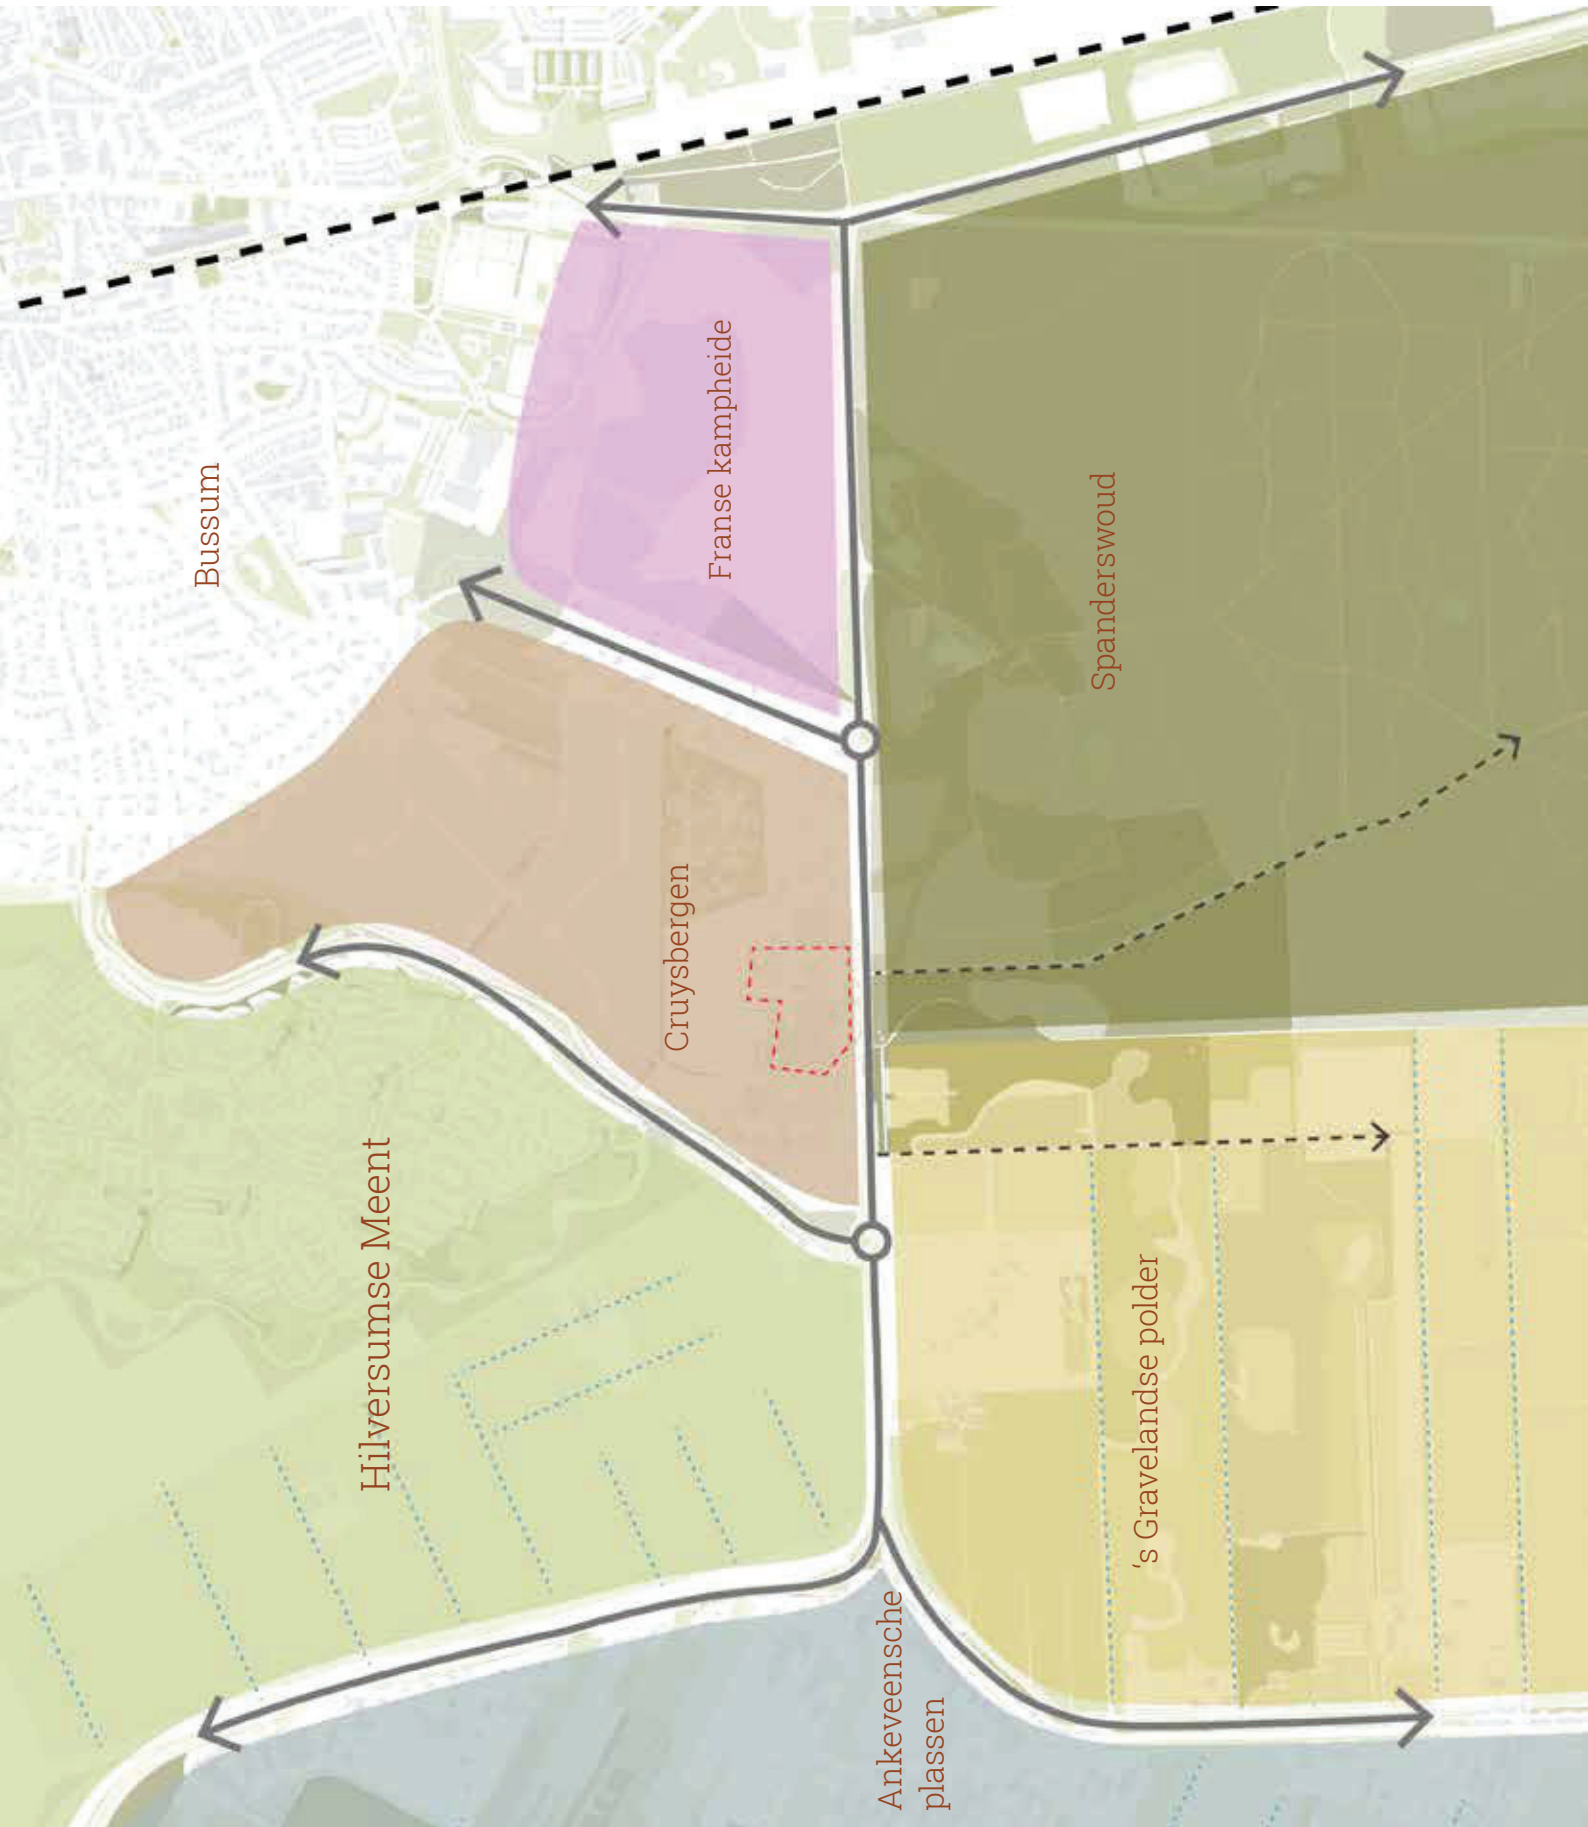 Bussum
Franse kampheide
Spanderswoud
Cruysbergen
Hilversumse Meent
's Gravelandse polder
Ankeveensche
plassen